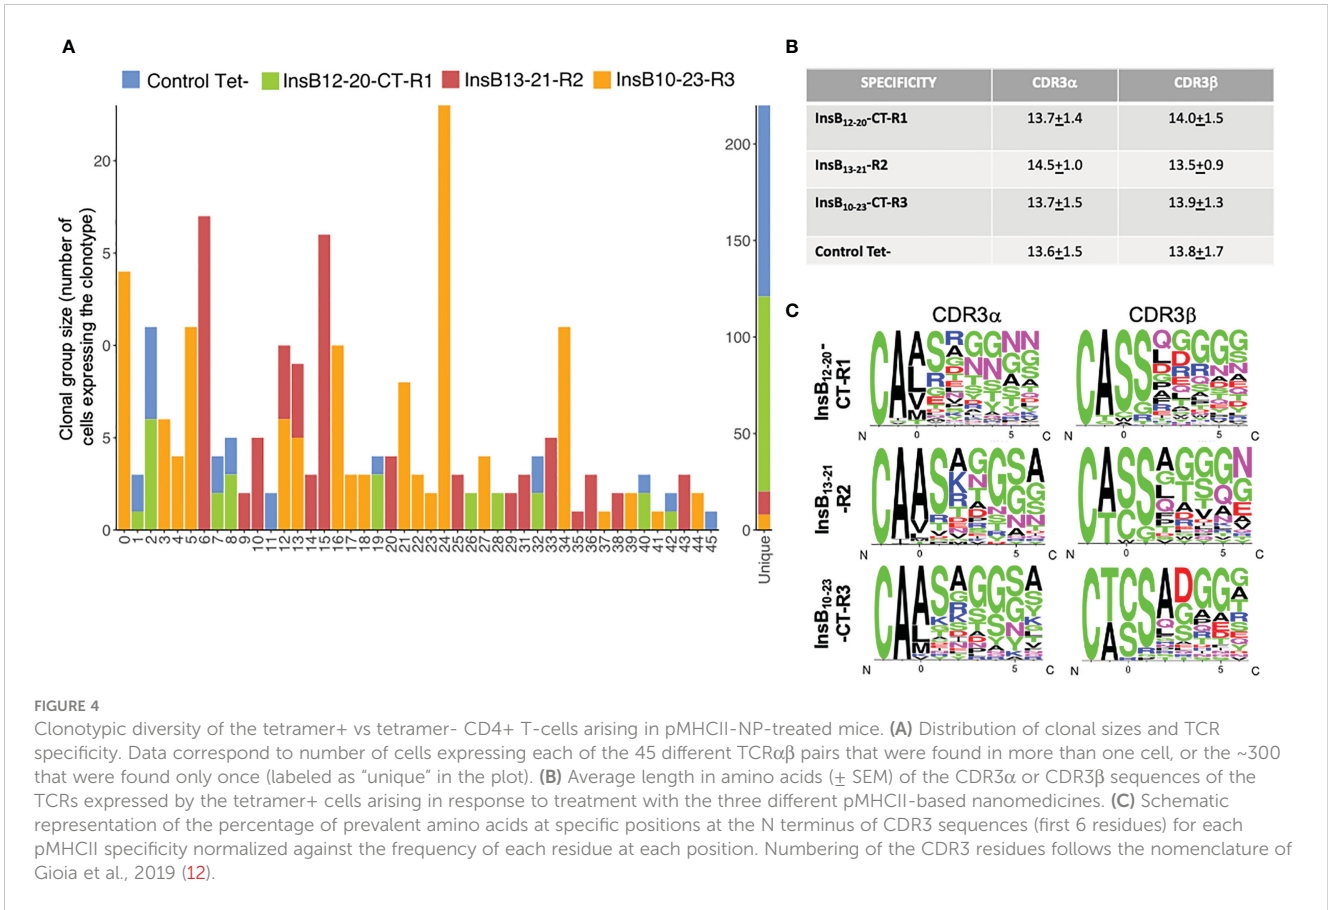 A
Control Tet- InsB12-20-CT-R1 InsB13-21-R2 InsB10-23-R3
Clonal group size (number of
cells expressing the clonotype)
20
5
0
5
0
0 1 2 3 4 5 6 7 8 9 10 11 12 13 14 15 16 17 18 19 20 21 22 23 24 25 26 27 28 29 31 32 33 34 35 36 37 38 39 40 41 42 43 44 45
200
150
100
50
0
Unique
B
SPECIFICITY CDR3α CDR3β
InsB12-20-CT-R1 13.7±1.4 14.0±1.5
InsB13-21-R2 14.5±1.0 13.5±0.9
InsB10-23-CT-R3 13.7±1.5 13.9±1.3
Control Tet- 13.6±1.5 13.8±1.7
C
CDR3α CDR3β
InsB12-20-
CT-R1
N 0 5 C N 0 5 C
InsB13-21
-R2
N 0 5 C N 0 5 C
InsB10-23
-CT-R3
N 0 5 C N 0 5 C
FIGURE 4
Clonotypic diversity of the tetramer+ vs tetramer- CD4+ T-cells arising in pMHCII-NP-treated mice. (A) Distribution of clonal sizes and TCR
specificity. Data correspond to number of cells expressing each of the 45 different TCRαβ pairs that were found in more than one cell, or the ~300
that were found only once (labeled as "unique" in the plot). (B) Average length in amino acids (± SEM) of the CDR3α or CDR3β sequences of the
TCRs expressed by the tetramer+ cells arising in response to treatment with the three different pMHCII-based nanomedicines. (C) Schematic
representation of the percentage of prevalent amino acids at specific positions at the N terminus of CDR3 sequences (first 6 residues) for each
pMHCII specificity normalized against the frequency of each residue at each position. Numbering of the CDR3 residues follows the nomenclature of
Gioia et al., 2019 (12).